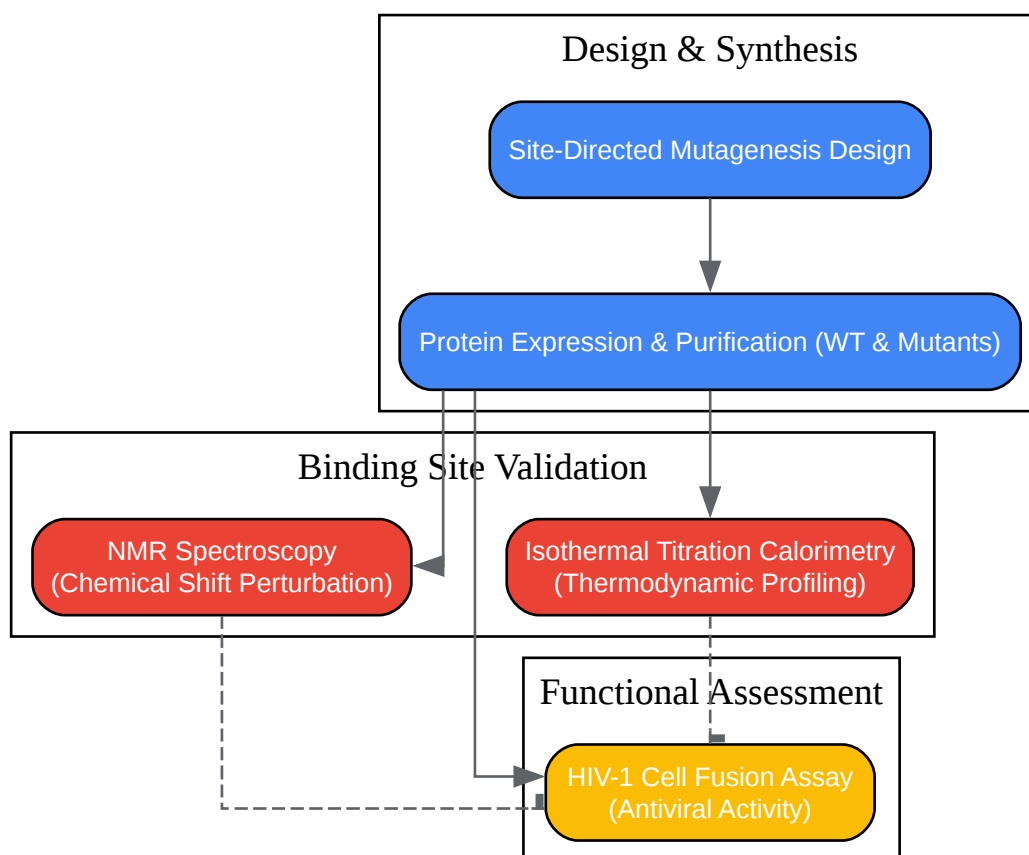 Design & Synthesis
Site-Directed Mutagenesis Design
Protein Expression & Purification (WT & Mutants)
Binding Site Validation
NMR Spectroscopy
(Chemical Shift Perturbation)
Isothermal Titration Calorimetry
(Thermodynamic Profiling)
Functional Assessment
HIV-1 Cell Fusion Assay
(Antiviral Activity)